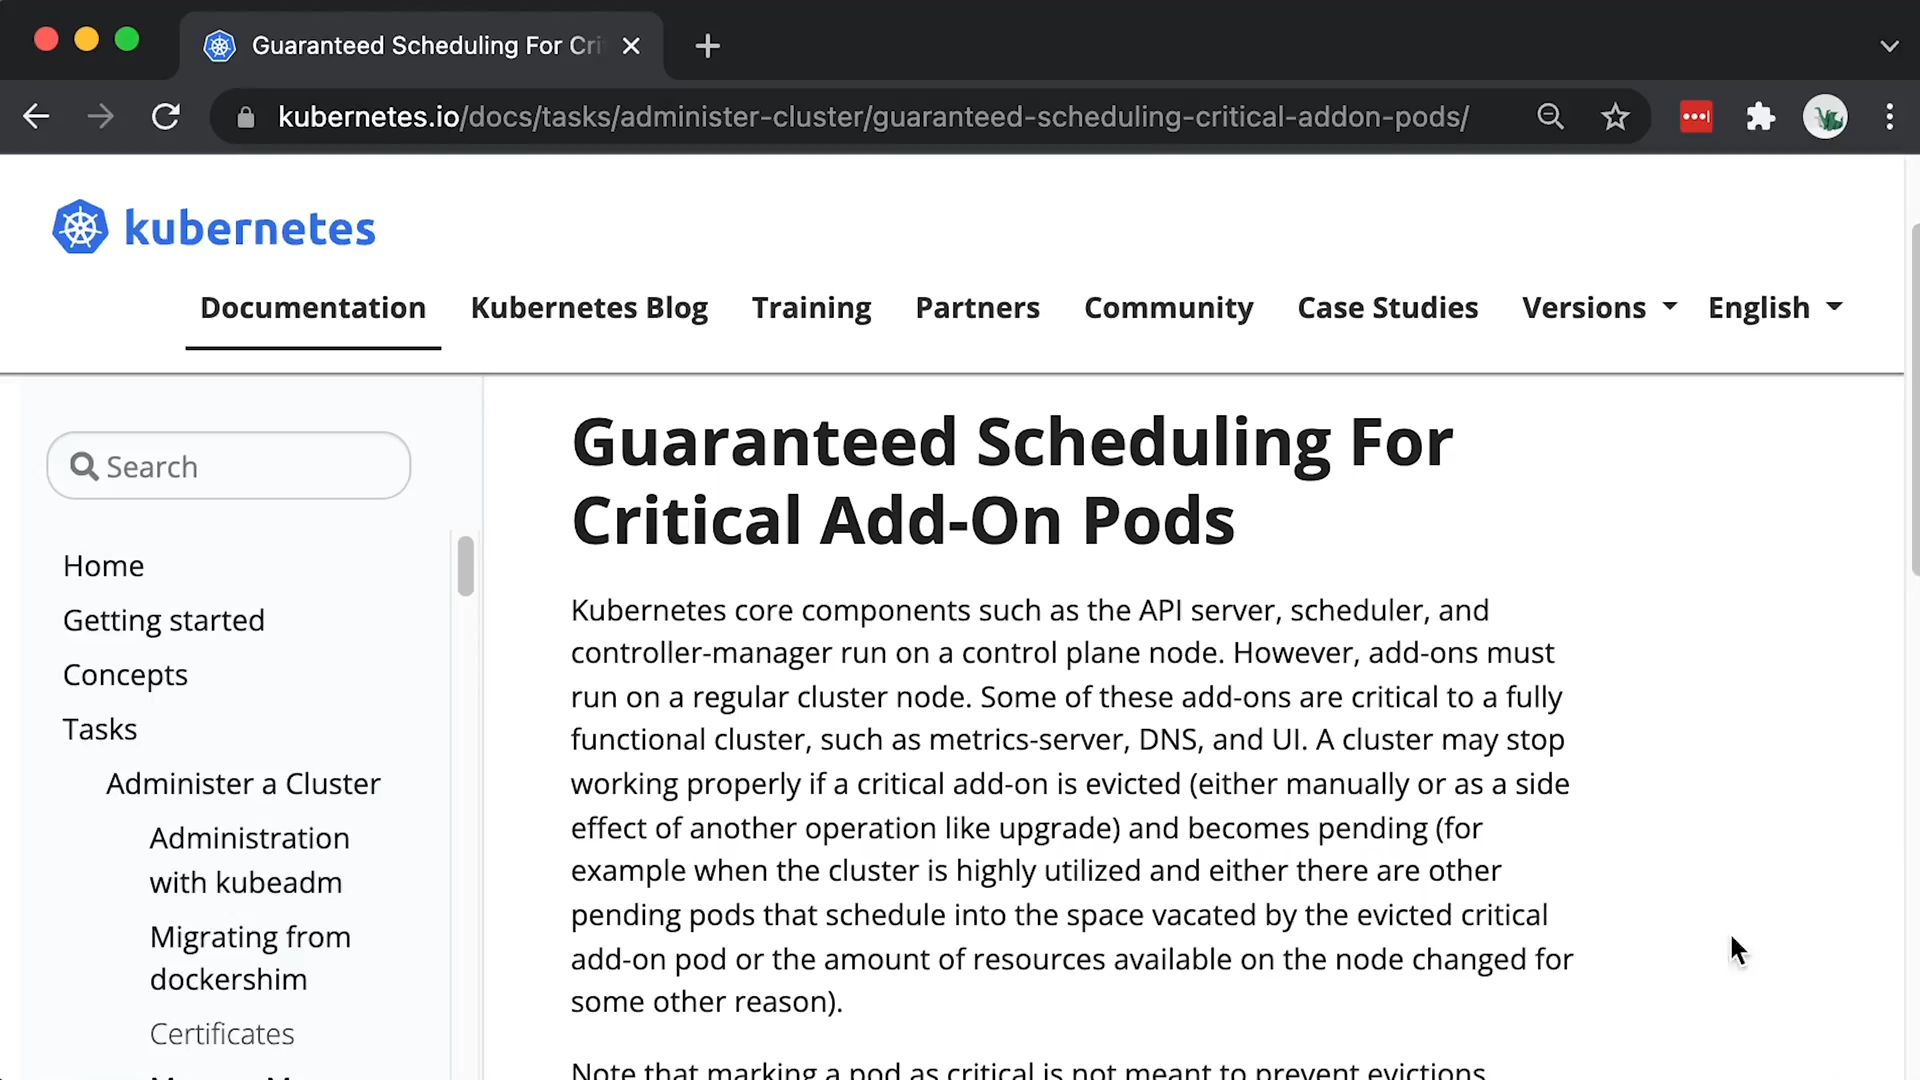 Guaranteed Scheduling For Cri
kubernetes.io/docs/tasks/administer-cluster/guaranteed-scheduling-critical-addon-pods/
kubernetes
Documentation
Kubernetes Blog
Training
Partners
Community
Case Studies
Versions
English
Search
Home
Getting started
Concepts
Tasks
Administer a Cluster
Administration
with kubeadm
Migrating from
dockershim
Certificates
Guaranteed Scheduling For
Critical Add-On Pods
Kubernetes core components such as the API server, scheduler, and
controller-manager run on a control plane node. However, add-ons must
run on a regular cluster node. Some of these add-ons are critical to a fully
functional cluster, such as metrics-server, DNS, and UI. A cluster may stop
working properly if a critical add-on is evicted (either manually or as a side
effect of another operation like upgrade) and becomes pending (for
example when the cluster is highly utilized and either there are other
pending pods that schedule into the space vacated by the evicted critical
add-on pod or the amount of resources available on the node changed for
some other reason).
Note that marking a pod as critical is not meant to prevent evictions